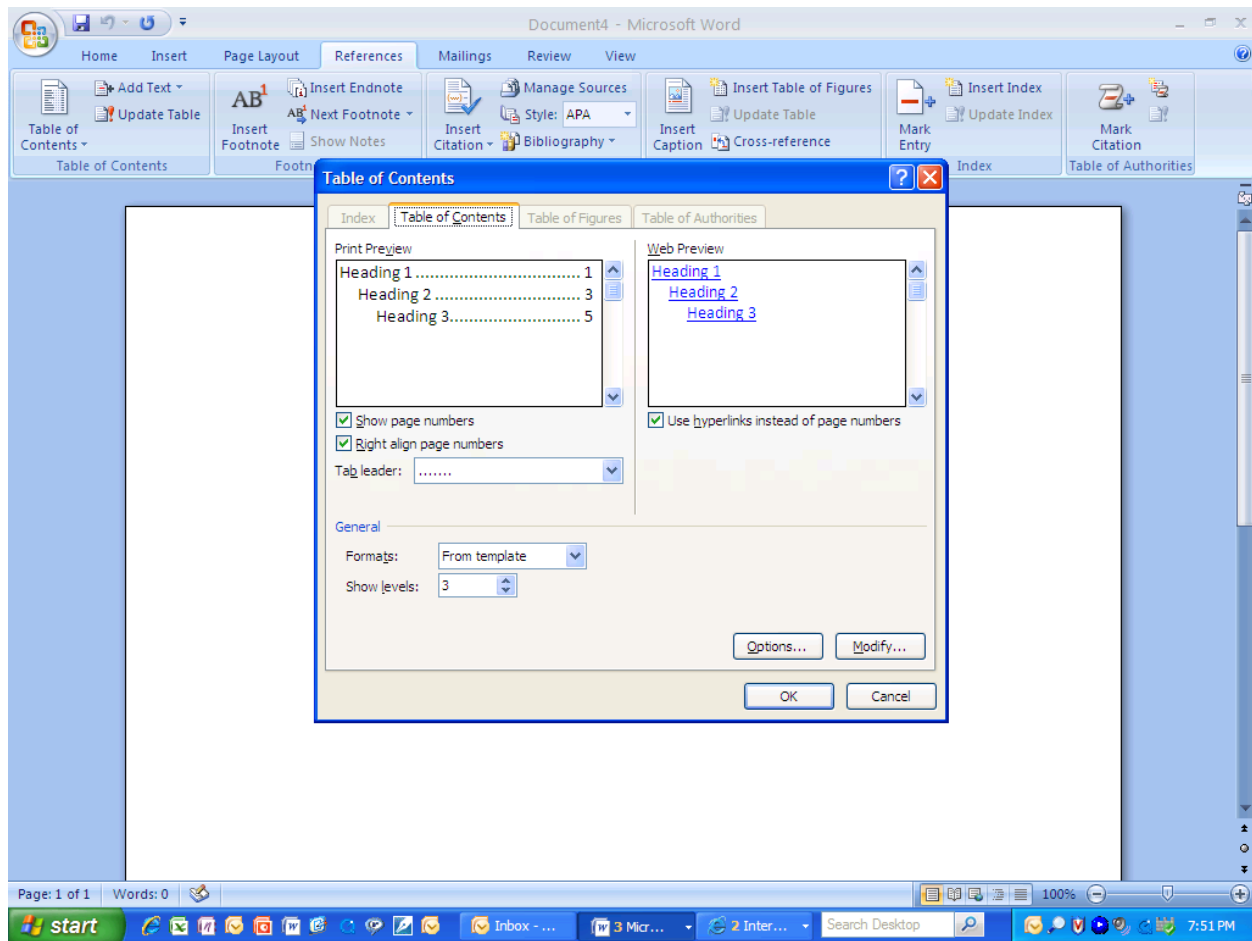 Document4 - Microsoft Word
Home Insert Page Layout References Mailings Review View
Add Text
Update Table
Table of
Contents
Table of Contents
AB1
Insert
Footnote
Insert Endnote
AB1 Next Footnote
Show Notes
Footn
Insert
Citation
Manage Sources
Style: APA
Bibliography
Insert
Caption
Insert Table of Figures
Update Table
Cross-reference
Mark
Entry
Insert Index
Update Index
Index
Mark
Citation
Table of Authorities
Table of Contents
Index Table of Contents Table of Figures Table of Authorities
Print Preview
Heading 1.................................. 1
Heading 2.............................. 3
Heading 3........................... 5
Show page numbers
Right align page numbers
Tab leader: .......
Web Preview
Heading 1
Heading 2
Heading 3
Use hyperlinks instead of page numbers
General
Formats: From template
Show levels: 3
Options... Modify...
OK Cancel
Page: 1 of 1 Words: 0 100%
start Inbox - ... 3 Micr... 2 Inter... Search Desktop 7:51 PM